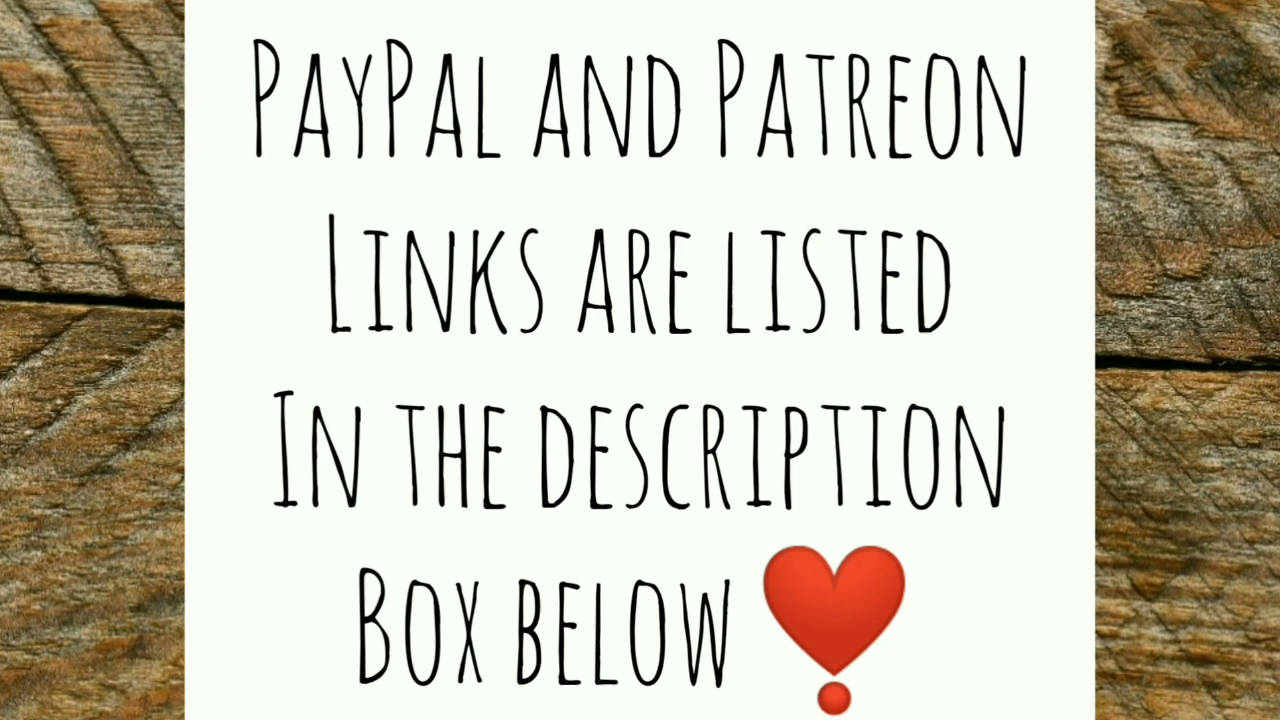 PayPal and Patreon
Links are listed
In the description
Box below ❣